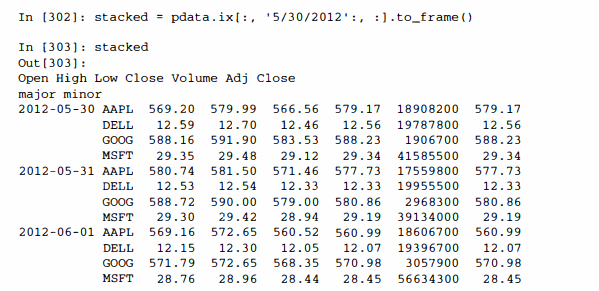 In [302]: stacked = pdata.ix[:, '5/30/2012':, :].to_frame()
In [303]: stacked
Out[303]:
Open High Low Close Volume Adj Close
major minor
2012-05-30 AAPL 569.20 579.99 566.56 579.17 18908200 579.17
DELL 12.59 12.70 12.46 12.56 19787800 12.56
GOOG 588.16 591.90 583.53 588.23 1906700 588.23
MSFT 29.35 29.48 29.12 29.34 41585500 29.34
2012-05-31 AAPL 580.74 581.50 571.46 577.73 17559800 577.73
DELL 12.53 12.54 12.33 12.33 19955500 12.33
GOOG 588.72 590.00 579.00 580.86 2968300 580.86
MSFT 29.30 29.42 28.94 29.19 39134000 29.19
2012-06-01 AAPL 569.16 572.65 560.52 560.99 18606700 560.99
DELL 12.15 12.30 12.05 12.07 19396700 12.07
GOOG 571.79 572.65 568.35 570.98 3057900 570.98
MSFT 28.76 28.96 28.44 28.45 56634300 28.45